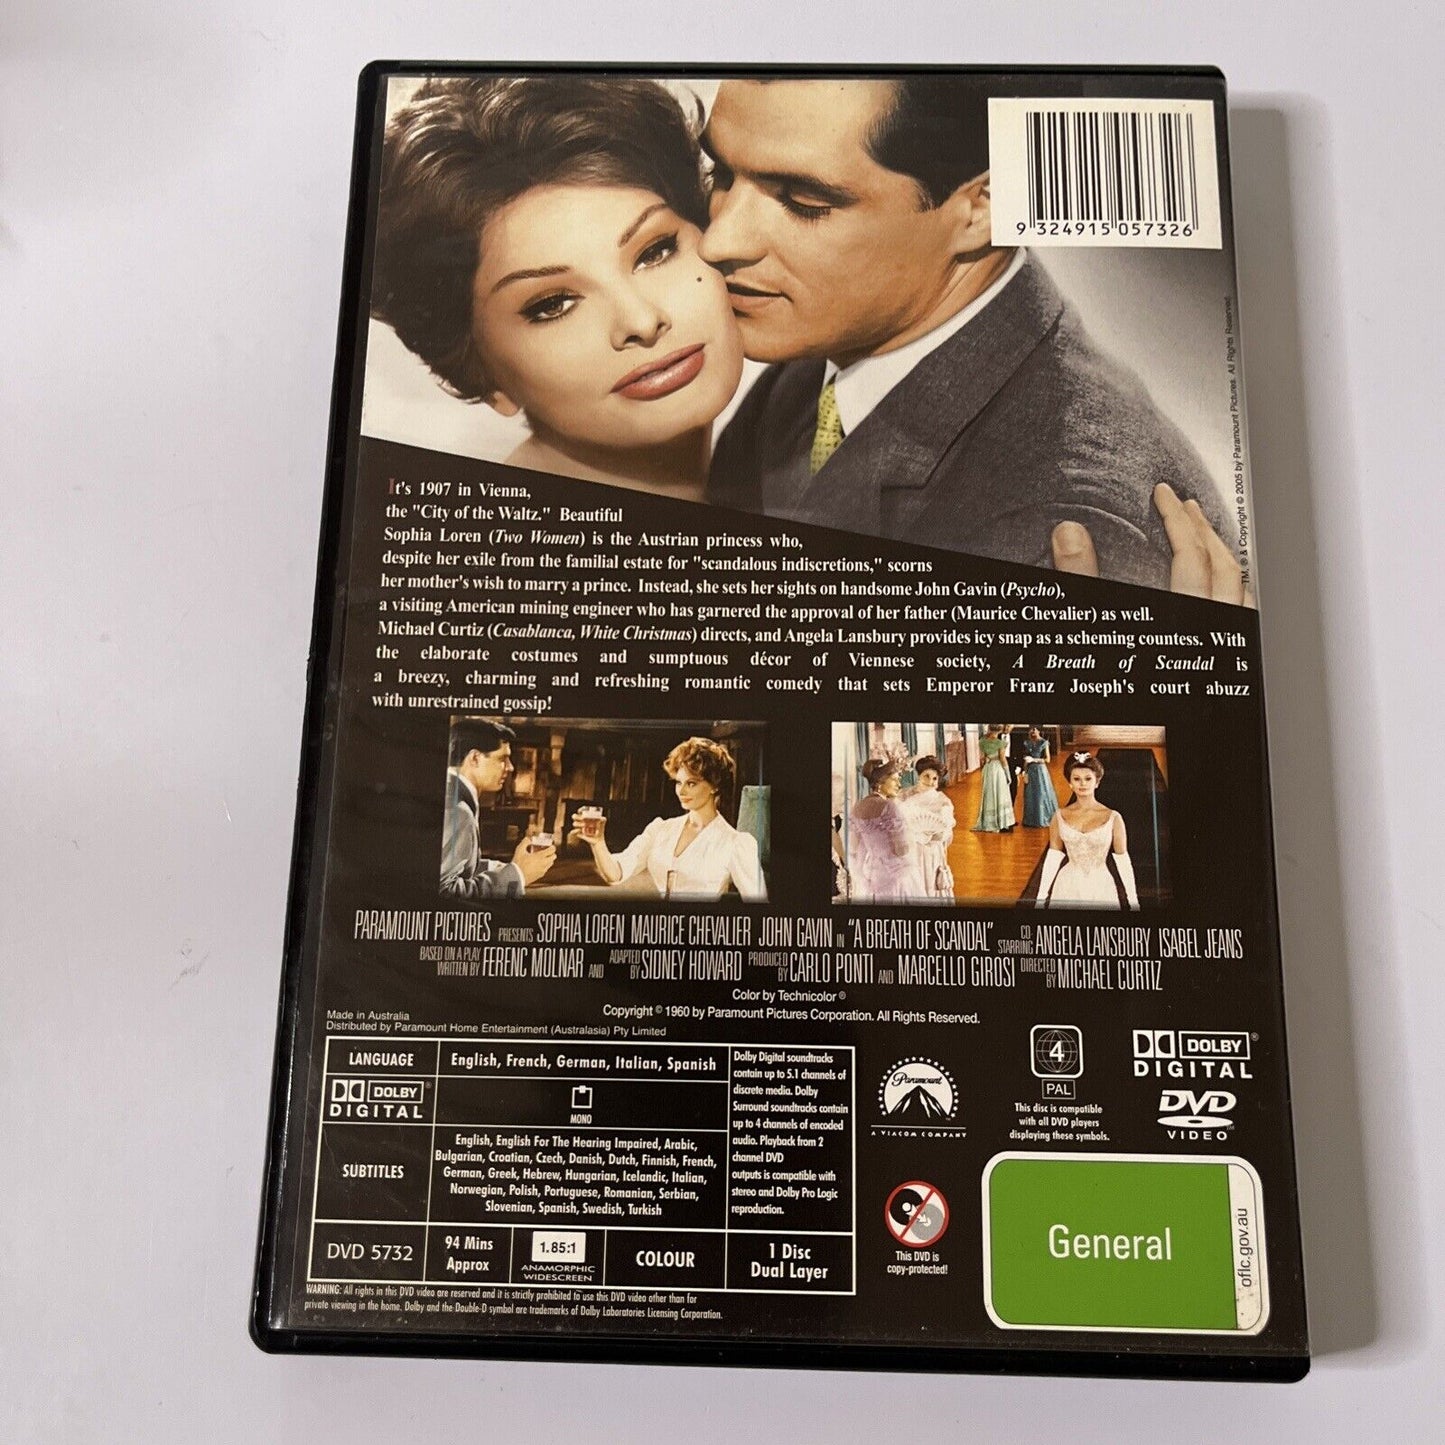 9 324915 057326
TM, ® & Copyright © 2005 by Paramount Pictures. All Rights Reserved.
It's 1907 in Vienna,
the "City of the Waltz." Beautiful
Sophia Loren (Two Women) is the Austrian princess who,
despite her exile from the familial estate for "scandalous indiscretions," scorns
her mother's wish to marry a prince. Instead, she sets her sights on handsome John Gavin (Psycho),
a visiting American mining engineer who has garnered the approval of her father (Maurice Chevalier) as well.
Michael Curtiz (Casablanca, White Christmas) directs, and Angela Lansbury provides icy snap as a scheming countess. With
the elaborate costumes and sumptuous décor of Viennese society, A Breath of Scandal is
a breezy, charming and refreshing romantic comedy that sets Emperor Franz Joseph's court abuzz
with unrestrained gossip!
PARAMOUNT PICTURES PRESENTS SOPHIA LOREN MAURICE CHEVALIER JOHN GAVIN IN "A BREATH OF SCANDAL" CO STARRING ANGELA LANSBURY ISABEL JEANS
BASED ON A PLAY WRITTEN BY FERENC MOLNAR AND ADAPTED BY SIDNEY HOWARD PRODUCED BY CARLO PONTI AND MARCELLO GIROSI DIRECTED BY MICHAEL CURTIZ
Color by Technicolor®
Copyright © 1960 by Paramount Pictures Corporation. All Rights Reserved.
Made in Australia
Distributed by Paramount Home Entertainment (Australasia) Pty Limited
LANGUAGE
English, French, German, Italian, Spanish
DOLBY®
DIGITAL
MONO
SUBTITLES
English, English For The Hearing Impaired, Arabic,
Bulgarian, Croatian, Czech, Danish, Dutch, Finnish, French,
German, Greek, Hebrew, Hungarian, Icelandic, Italian,
Norwegian, Polish, Portuguese, Romanian, Serbian,
Slovenian, Spanish, Swedish, Turkish
Dolby Digital soundtracks
contain up to 5.1 channels of
discrete media. Dolby
Surround soundtracks contain
up to 4 channels of encoded
audio. Playback from 2
channel DVD
outputs is compatible with
stereo and Dolby Pro Logic
reproduction.
DVD 5732
94 Mins
Approx
1.85:1
ANAMORPHIC
WIDESCREEN
COLOUR
1 Disc
Dual Layer
WARNING: All rights in this DVD video are reserved and it is strictly prohibited to use this DVD video other than for
private viewing in the home. Dolby and the Double-D symbol are trademarks of Dolby Laboratories Licensing Corporation.
Paramount
A VIACOM COMPANY
4
PAL
This disc is compatible
with all DVD players
displaying these symbols.
DOLBY®
DIGITAL
DVD
VIDEO
This DVD is
copy-protected!
General
oflc.gov.au